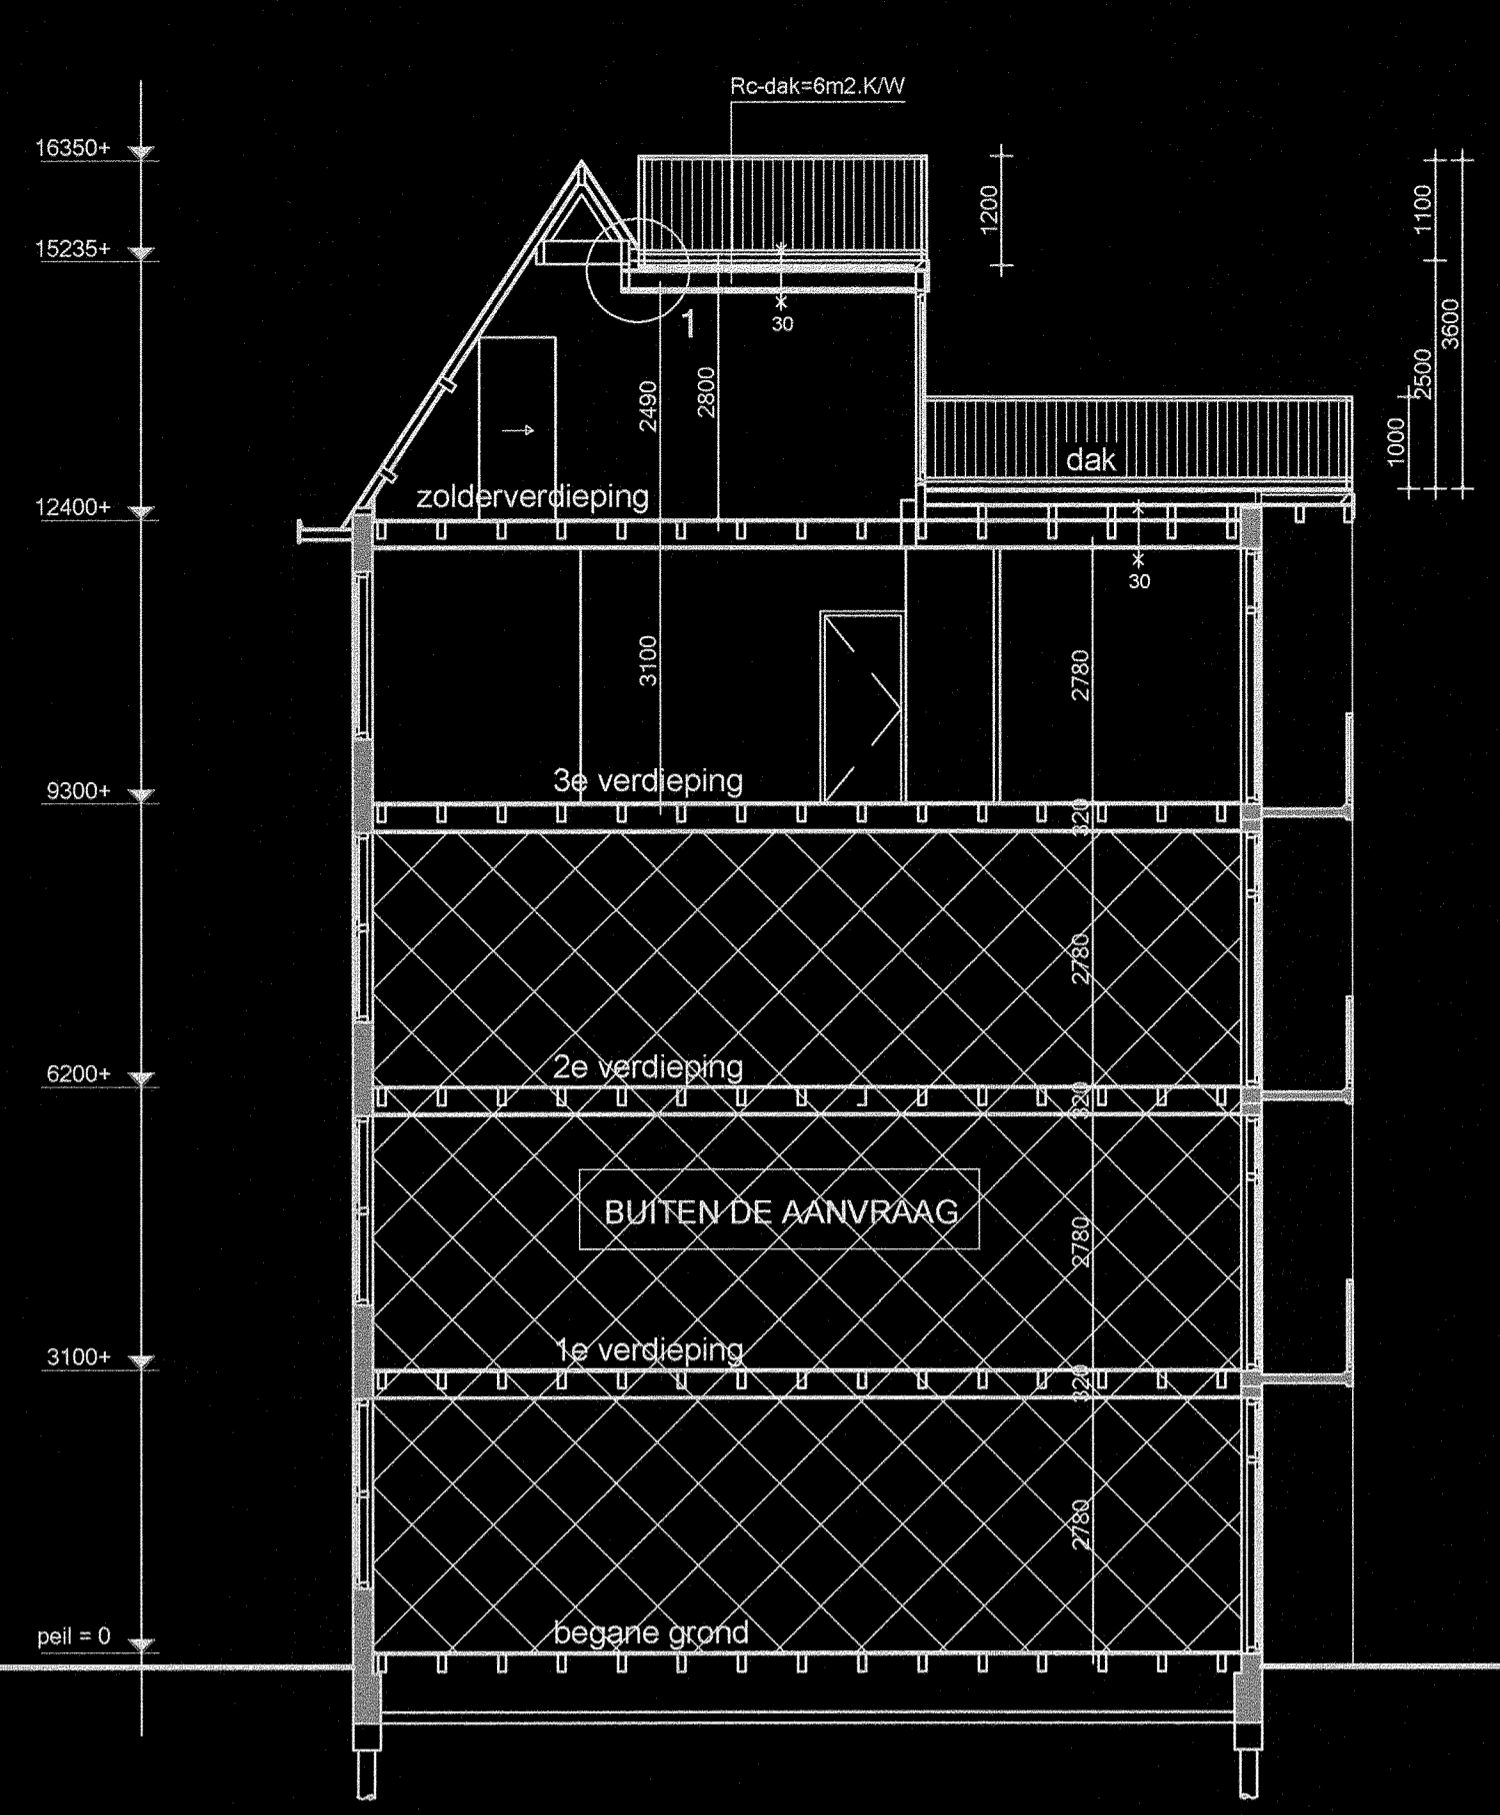 Rc-dak=6m2.K/W
16350+
1200
1100
15235+
30
1
3600
2500
2490
2800
1000
dak
zolderverdieping
12400+
30
3100
2780
3e verdieping
9300+
320
2780
2e verdieping
6200+
320
BUITEN DE AANVRAAG
2780
1e verdieping
3100+
320
2780
begane grond
peil = 0